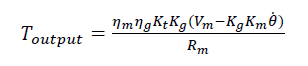 T_output = η_m η_g K_t K_g (V_m − K_g K_m θ̇) / R_m